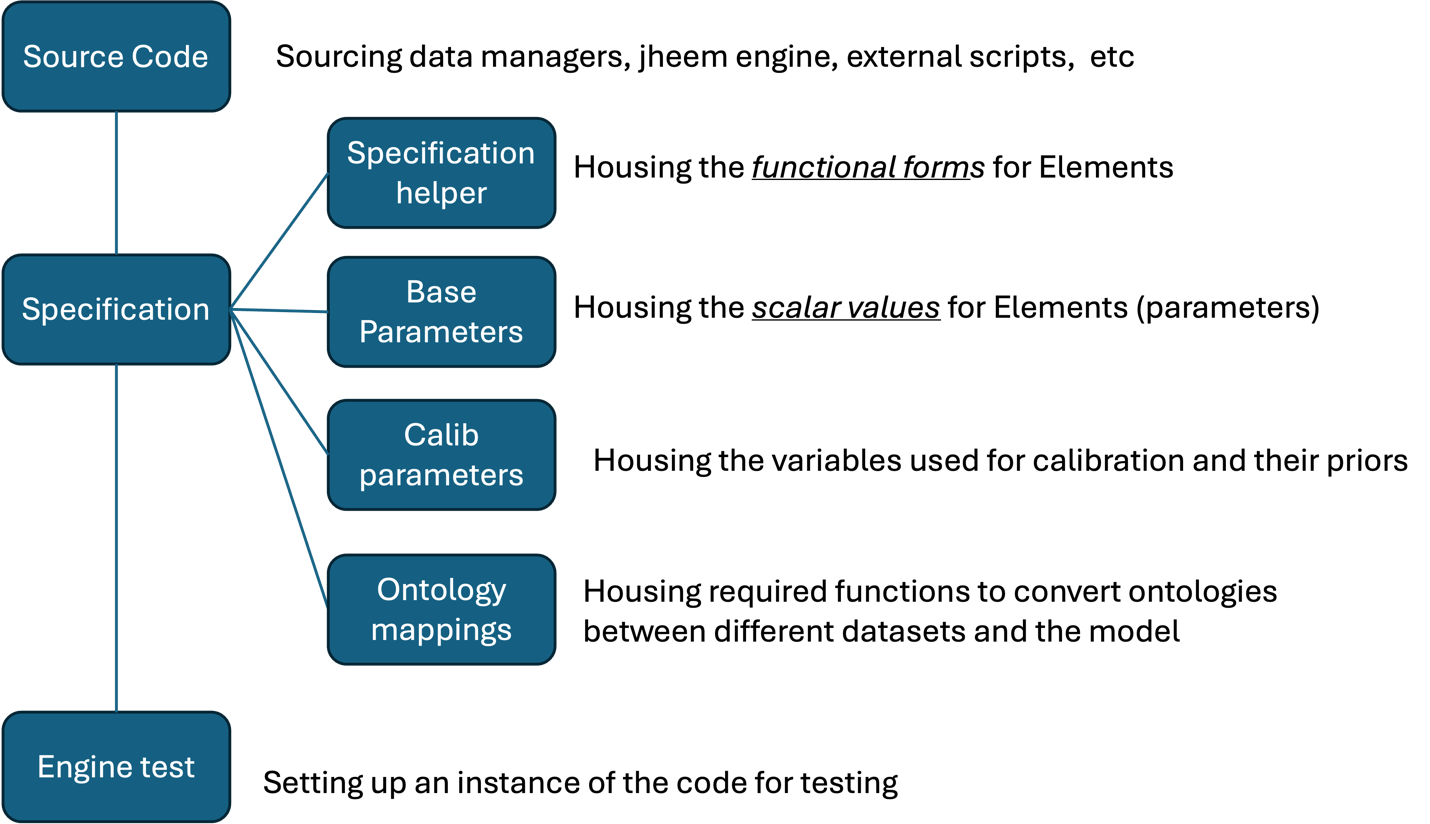 Source Code
Sourcing data managers, jheem engine, external scripts,  etc
Specification
helper
Housing the functional forms for Elements
Specification
Base
Parameters
Housing the scalar values for Elements (parameters)
Calib
parameters
Housing the variables used for calibration and their priors
Ontology
mappings
Housing required functions to convert ontologies
between different datasets and the model
Engine test
Setting up an instance of the code for testing